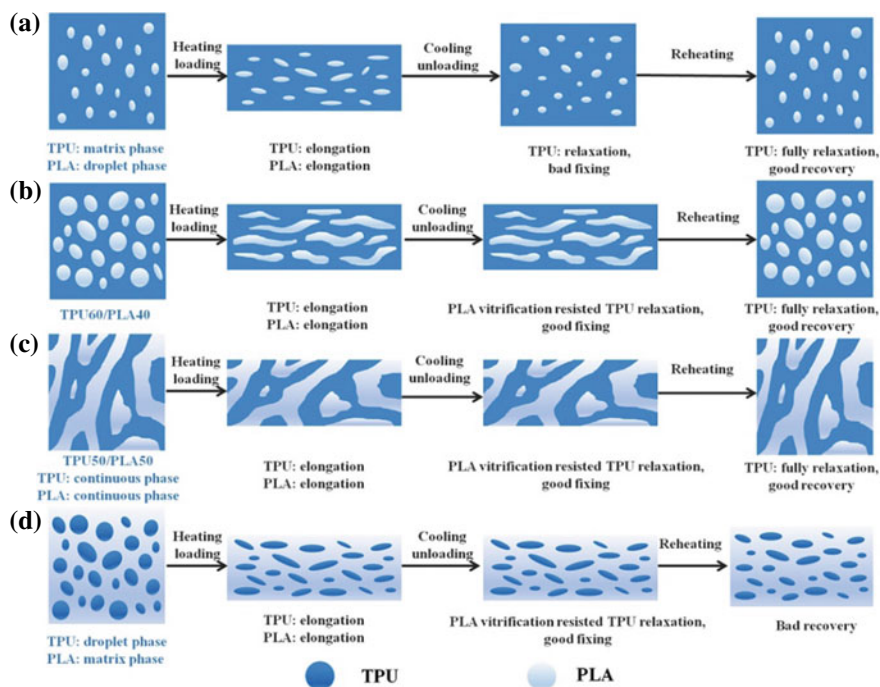 (a)
Heating
loading
Cooling
unloading
Reheating
TPU: matrix phase
PLA: droplet phase
TPU: elongation
PLA: elongation
TPU: relaxation,
bad fixing
TPU: fully relaxation,
good recovery
(b)
Heating
loading
Cooling
unloading
Reheating
TPU60/PLA40
TPU: elongation
PLA: elongation
PLA vitrification resisted TPU relaxation,
good fixing
TPU: fully relaxation,
good recovery
(c)
Heating
loading
Cooling
unloading
Reheating
TPU50/PLA50
TPU: continuous phase
PLA: continuous phase
TPU: elongation
PLA: elongation
PLA vitrification resisted TPU relaxation,
good fixing
TPU: fully relaxation,
good recovery
(d)
Heating
loading
Cooling
unloading
Reheating
TPU: droplet phase
PLA: matrix phase
TPU: elongation
PLA: elongation
PLA vitrification resisted TPU relaxation,
good fixing
Bad recovery
TPU
PLA